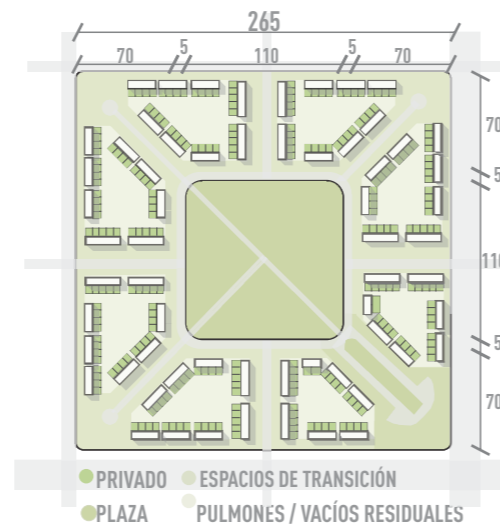 265
70 5 110 5 70
70
5
110
5
70
PRIVADO ESPACIOS DE TRANSICIÓN
PLAZA PULMONES / VACÍOS RESIDUALES